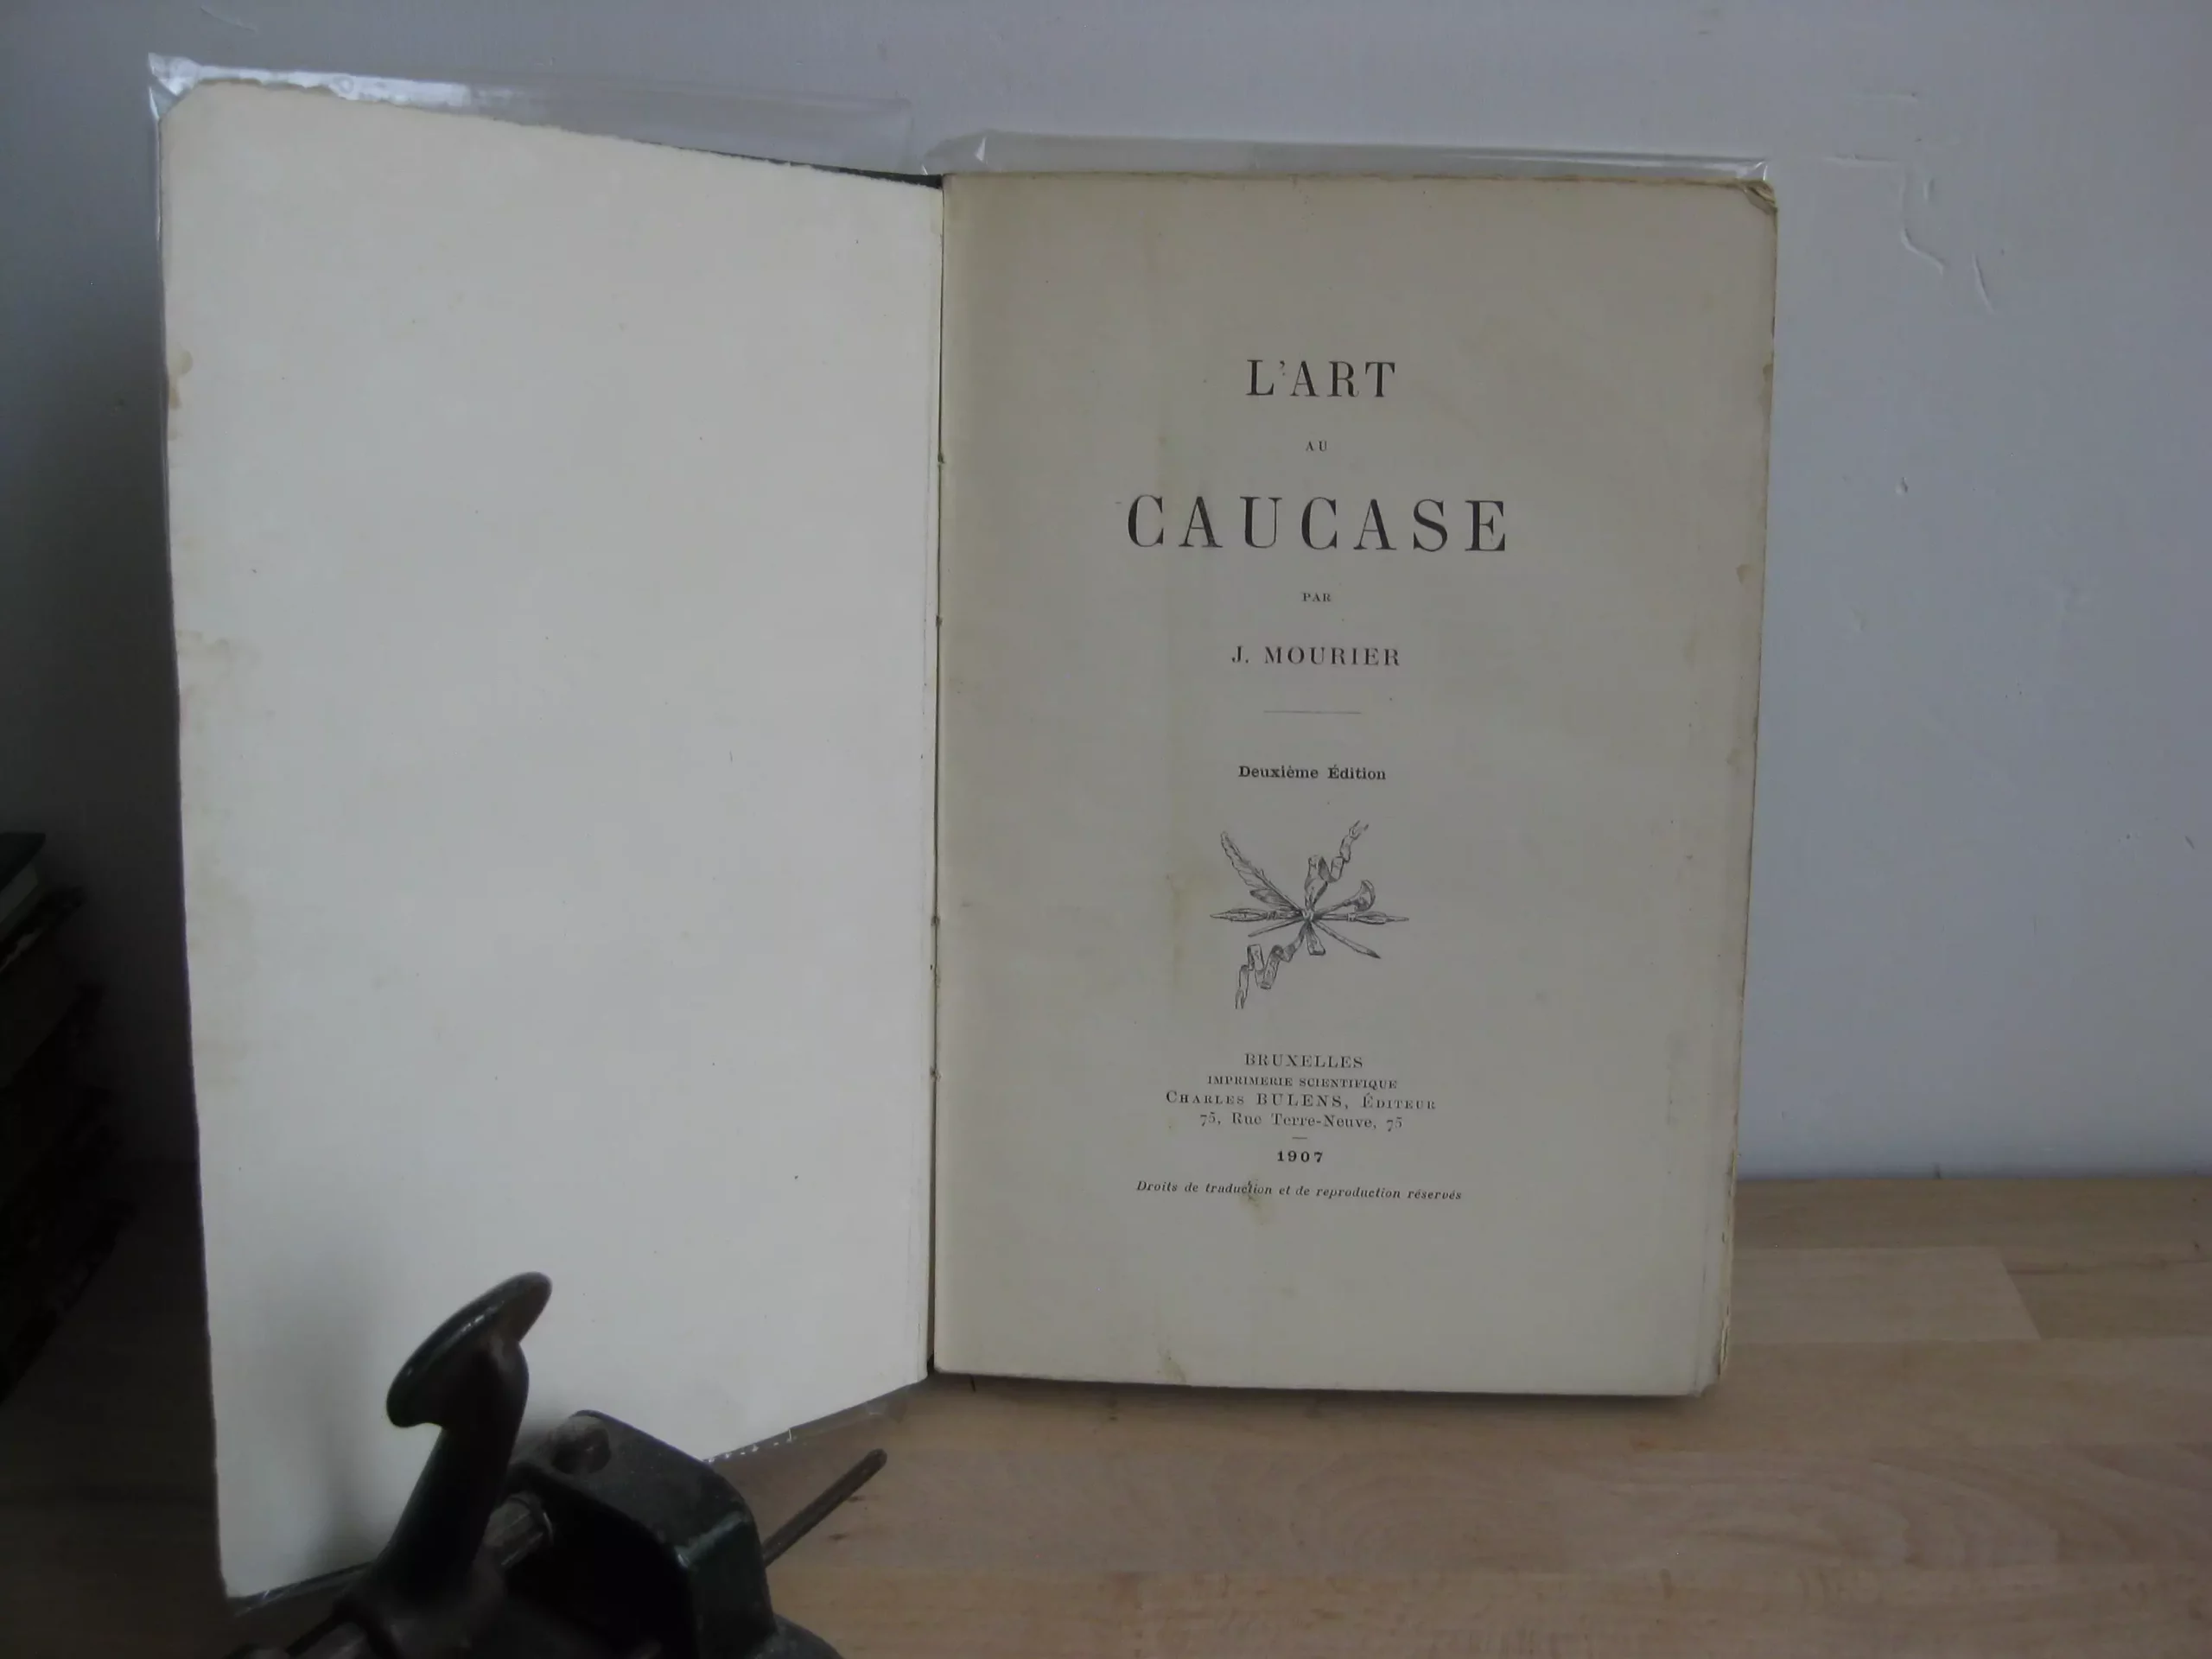 L'ART
AU
CAUCASE
PAR
J. MOURIER
Deuxième Édition
BRUXELLES
IMPRIMERIE SCIENTIFIQUE
CHARLES BULENS, ÉDITEUR
75, Rue Terre-Neuve, 75
1907
Droits de traduction et de reproduction réservés